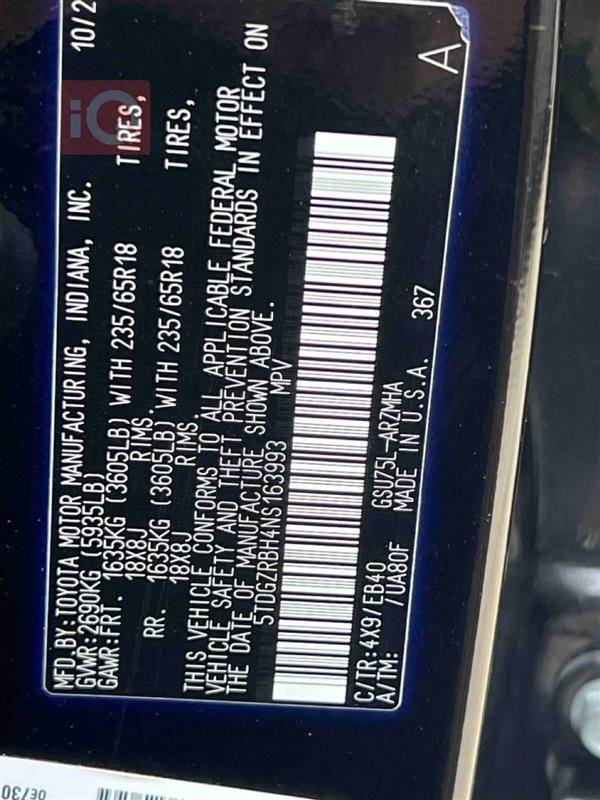 MFD.BY:TOYOTA MOTOR MANUFACTURING, INDIANA, INC. 10/2
GVWR:2690KG (5935LB)
GAWR:FRT. 1635KG (3605LB) WITH 235/65R18 TIRES,
18X8J RIMS.
RR. 1635KG (3605LB) WITH 235/65R18 TIRES,
18X8J RIMS.
THIS VEHICLE CONFORMS TO ALL APPLICABLE FEDERAL MOTOR
VEHICLE SAFETY AND THEFT PREVENTION STANDARDS IN EFFECT ON
THE DATE OF MANUFACTURE SHOWN ABOVE.
5TDGZRBH4NS163993 MPV
C/TR:4X9/EB40 GSU75L-ARZMHA 367
A/TM: /UA80F MADE IN U.S.A.
A
iQ
OE/30